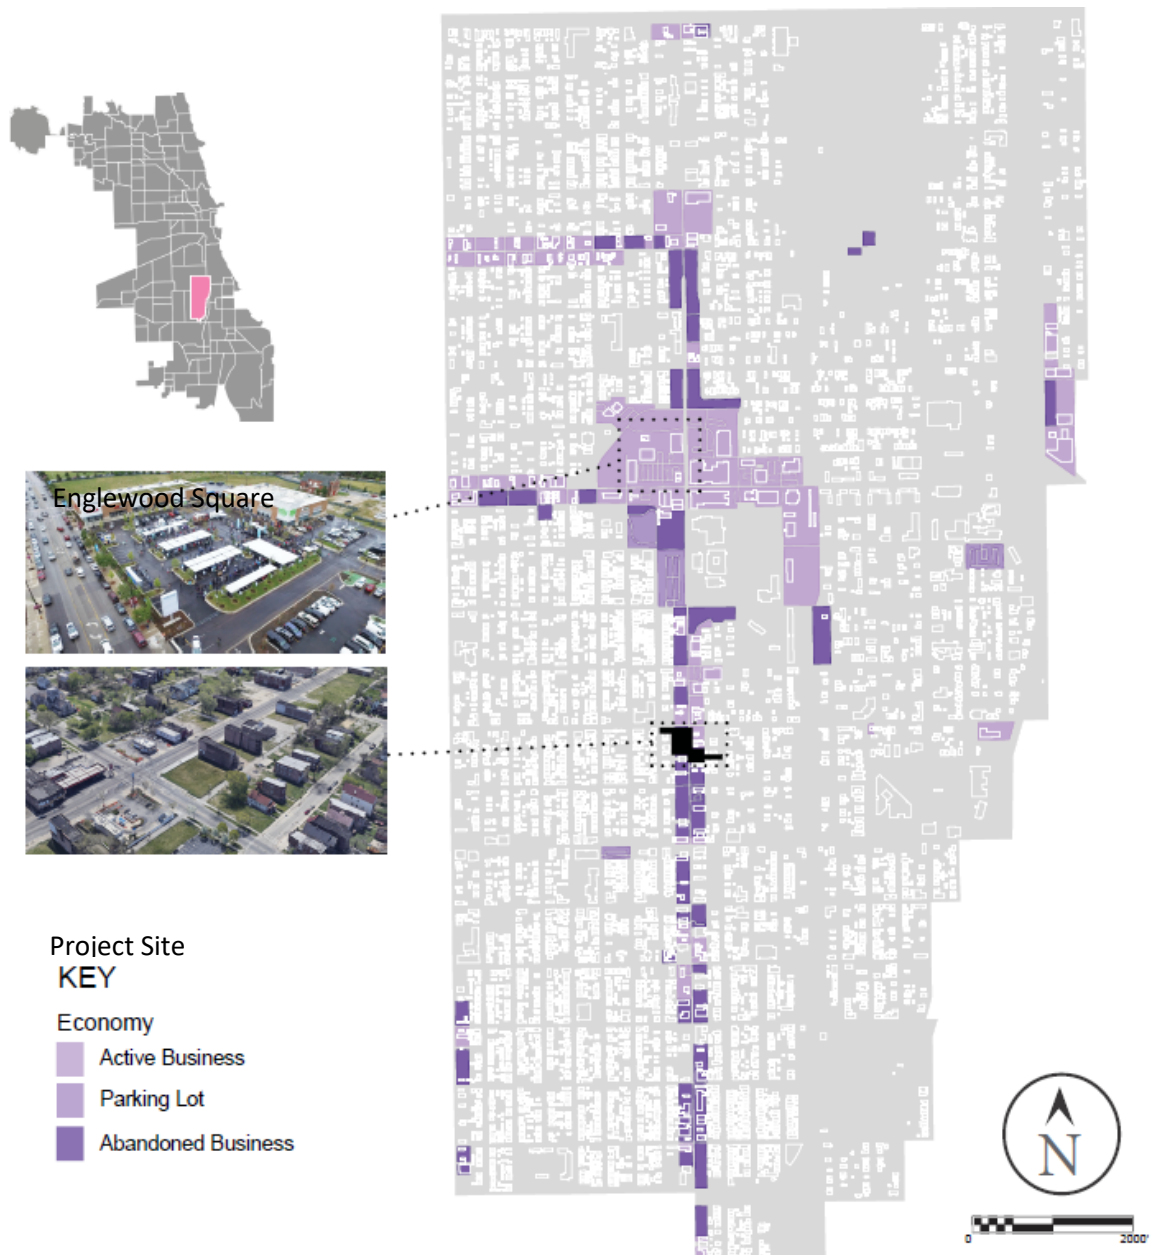 Englewood Square
Project Site
KEY
Economy
Active Business
Parking Lot
Abandoned Business
N
0 2000'